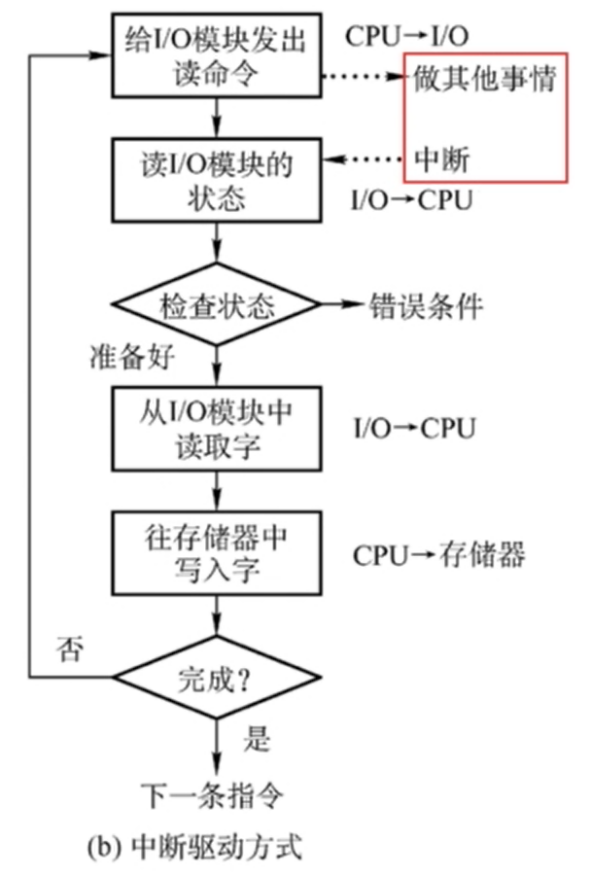 给I/O模块发出
读命令
CPU→I/O
做其他事情
读I/O模块的
状态
中断
I/O→CPU
检查状态
错误条件
准备好
从I/O模块中
读取字
I/O→CPU
往存储器中
写入字
CPU→存储器
否
完成?
是
下一条指令
(b) 中断驱动方式